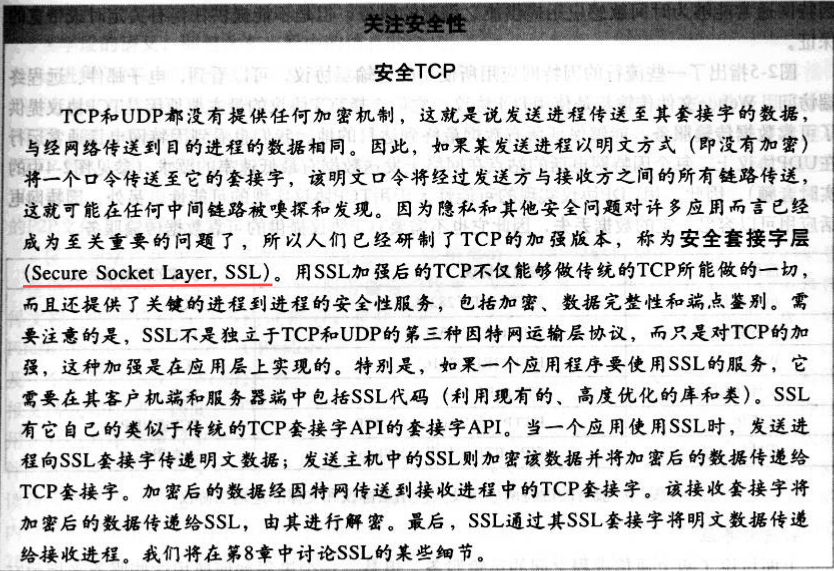 关注安全性
安全TCP
TCP和UDP都没有提供任何加密机制，这就是说发送进程传送至其套接字的数据，
与经网络传送到目的进程的数据相同。因此，如果某发送进程以明文方式（即没有加密）
将一个口令传送至它的套接字，该明文口令将经过发送方与接收方之间的所有链路传送，
这就可能在任何中间链路被嗅探和发现。因为隐私和其他安全问题对许多应用而言已经
成为至关重要的问题了，所以人们已经研制了TCP的加强版本，称为安全套接字层
(Secure Socket Layer, SSL)。用SSL加强后的TCP不仅能够做传统的TCP所能做的一切，
而且还提供了关键的进程到进程的安全性服务，包括加密、数据完整性和端点鉴别。需
要注意的是，SSL不是独立于TCP和UDP的第三种因特网运输层协议，而只是对TCP的加
强，这种加强是在应用层上实现的。特别是，如果一个应用程序要使用SSL的服务，它
需要在其客户机端和服务器端中包括SSL代码（利用现有的、高度优化的库和类）。SSL
有它自己的类似于传统的TCP套接字API的套接字API。当一个应用使用SSL时，发送进
程向SSL套接字传递明文数据；发送主机中的SSL则加密该数据并将加密后的数据传递给
TCP套接字。加密后的数据经因特网传送到接收进程中的TCP套接字。该接收套接字将
加密后的数据传递给SSL，由其进行解密。最后，SSL通过其SSL套接字将明文数据传递
给接收进程。我们将在第8章中讨论SSL的某些细节。